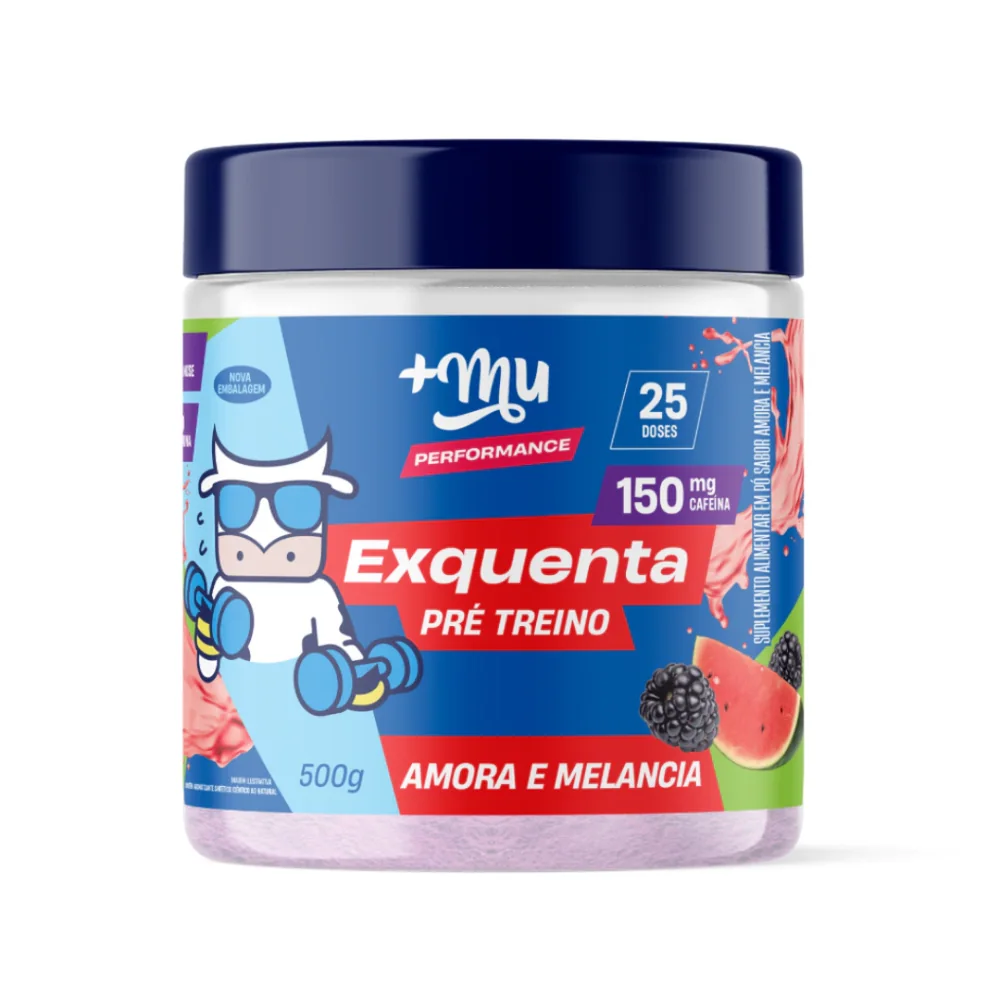 NOVA
EMBALAGEM
+Mu
PERFORMANCE
25
DOSES
150 mg
CAFEÍNA
Exquenta
PRÉ TREINO
500g
AMORA E MELANCIA
SUPLEMENTO ALIMENTAR EM PÓ SABOR AMORA E MELANCIA